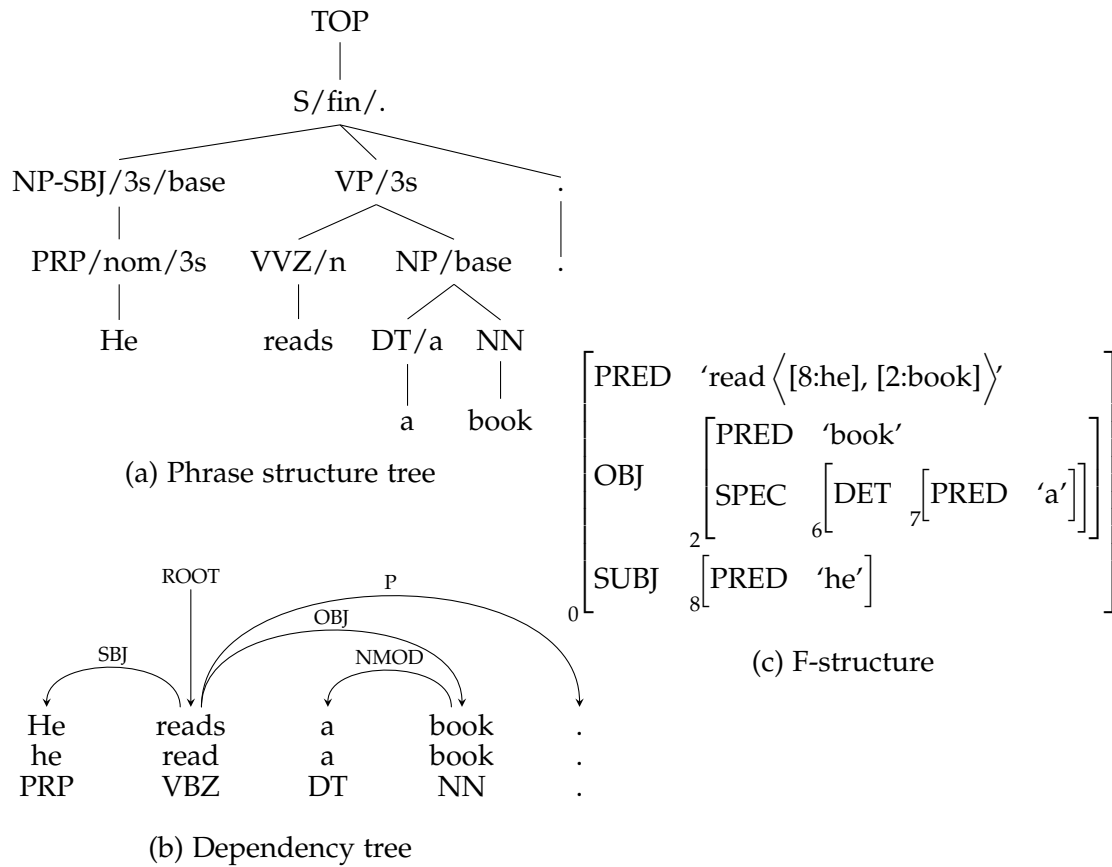 TOP
S/fin/.
NP-SBJ/3s/base VP/3s .
PRP/nom/3s VVZ/n NP/base .
He reads DT/a NN
a book
(a) Phrase structure tree
ROOT
P
OBJ
SBJ
NMOD
He reads a book .
he read a book .
PRP VBZ DT NN .
(b) Dependency tree
PRED ‘read ⟨[8:he], [2:book]⟩’
PRED ‘book’
OBJ
SPEC 6[DET 7[PRED ‘a’]]
2
SUBJ 8[PRED ‘he’]
0
(c) F-structure